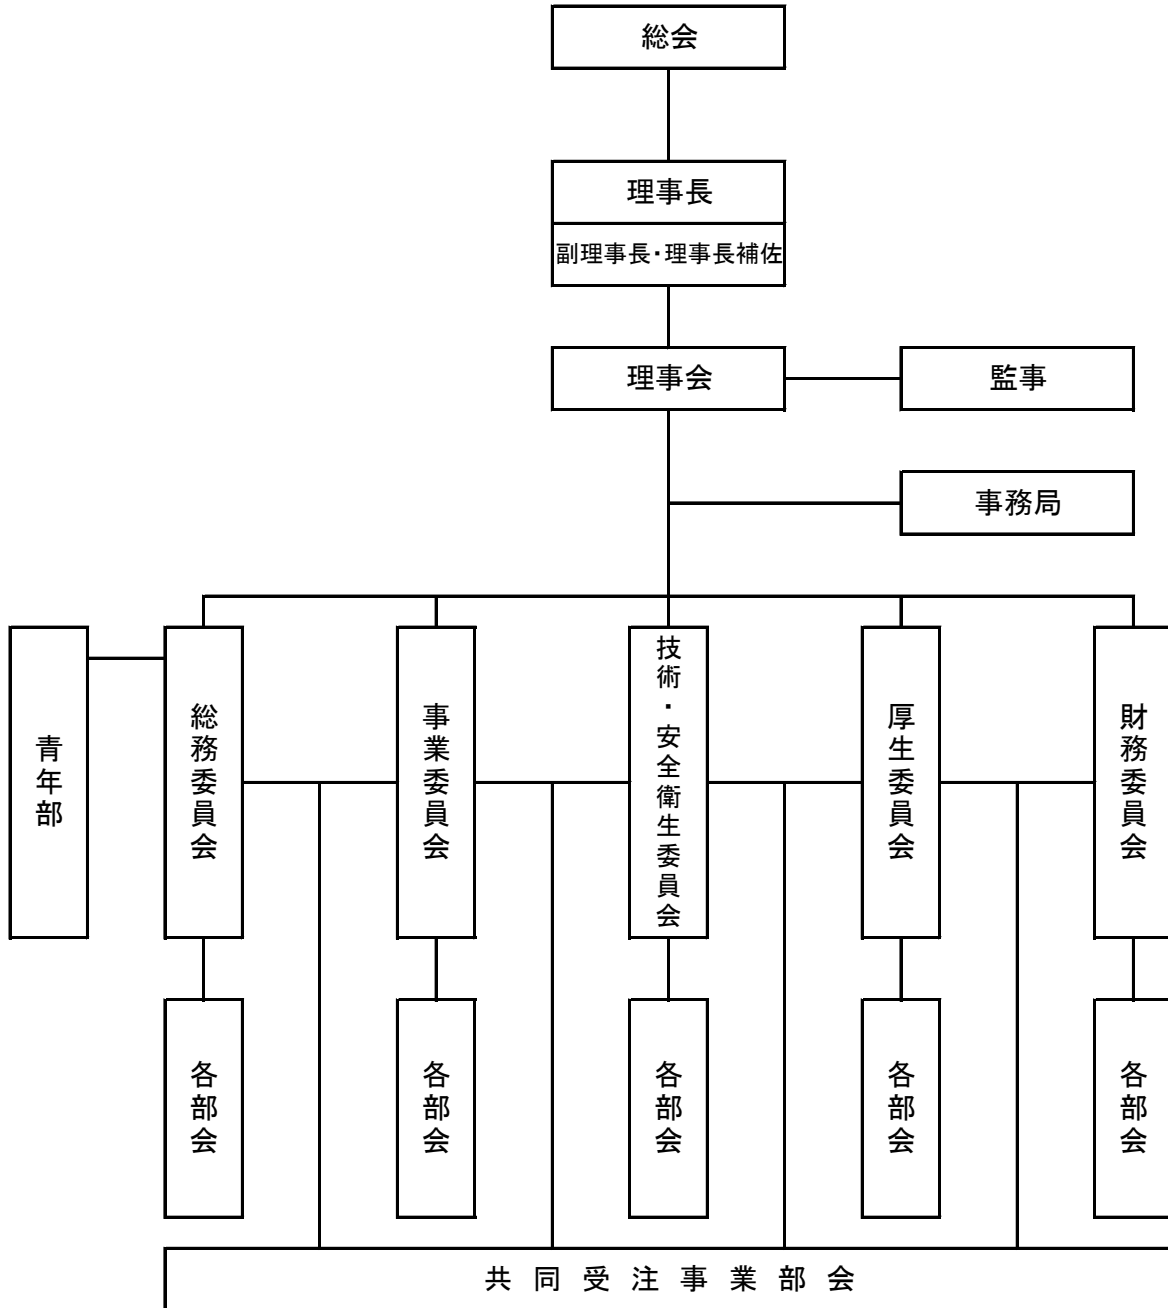 総会
理事長
副理事長・理事長補佐
理事会
監事
事務局
青年部
総務委員会
事業委員会
技術・安全衛生委員会
厚生委員会
財務委員会
各部会
各部会
各部会
各部会
各部会
共同受注事業部会